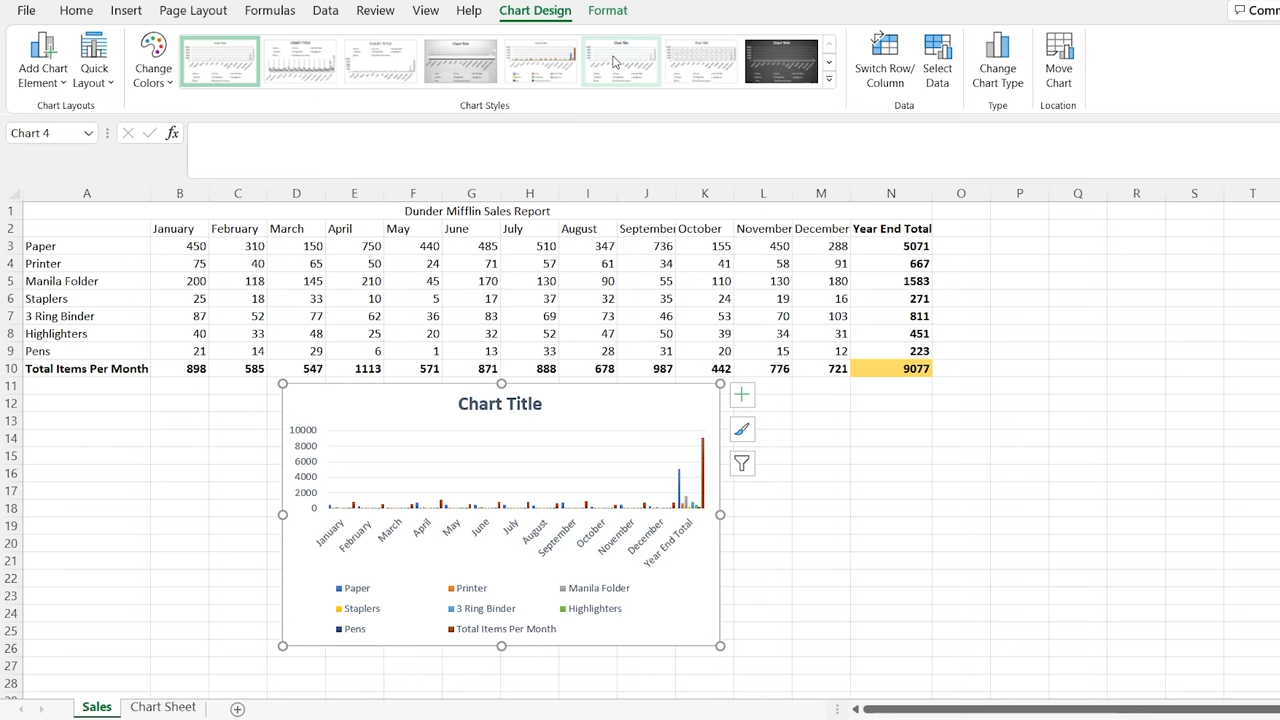 File Home Insert Page Layout Formulas Data Review View Help Chart Design Format Comm
Add Chart Element Quick Layout Change Colors Switch Row/ Column Select Data Change Chart Type Move Chart
Chart Layouts Chart Styles Data Type Location
Chart 4 fx
A B C D E F G H I J K L M N O P Q R S T
1 Dunder Mifflin Sales Report
2 January February March April May June July August September October November December Year End Total
3 Paper 450 310 150 750 440 485 510 347 736 155 450 288 5071
4 Printer 75 40 65 50 24 71 57 61 34 41 58 91 667
5 Manila Folder 200 118 145 210 45 170 130 90 55 110 130 180 1583
6 Staplers 25 18 33 10 5 17 37 32 35 24 19 16 271
7 3 Ring Binder 87 52 77 62 36 83 69 73 46 53 70 103 811
8 Highlighters 40 33 48 25 20 32 52 47 50 39 34 31 451
9 Pens 21 14 29 6 1 13 33 28 31 20 15 12 223
10 Total Items Per Month 898 585 547 1113 571 871 888 678 987 442 776 721 9077
11
12
13
14
15
16
17
18
19
20
21
22
23
24
25
26
27
28
Chart Title
10000
8000
6000
4000
2000
0
January February March April May June July August September October November December Year End Total
Paper Printer Manila Folder
Staplers 3 Ring Binder Highlighters
Pens Total Items Per Month
Sales Chart Sheet